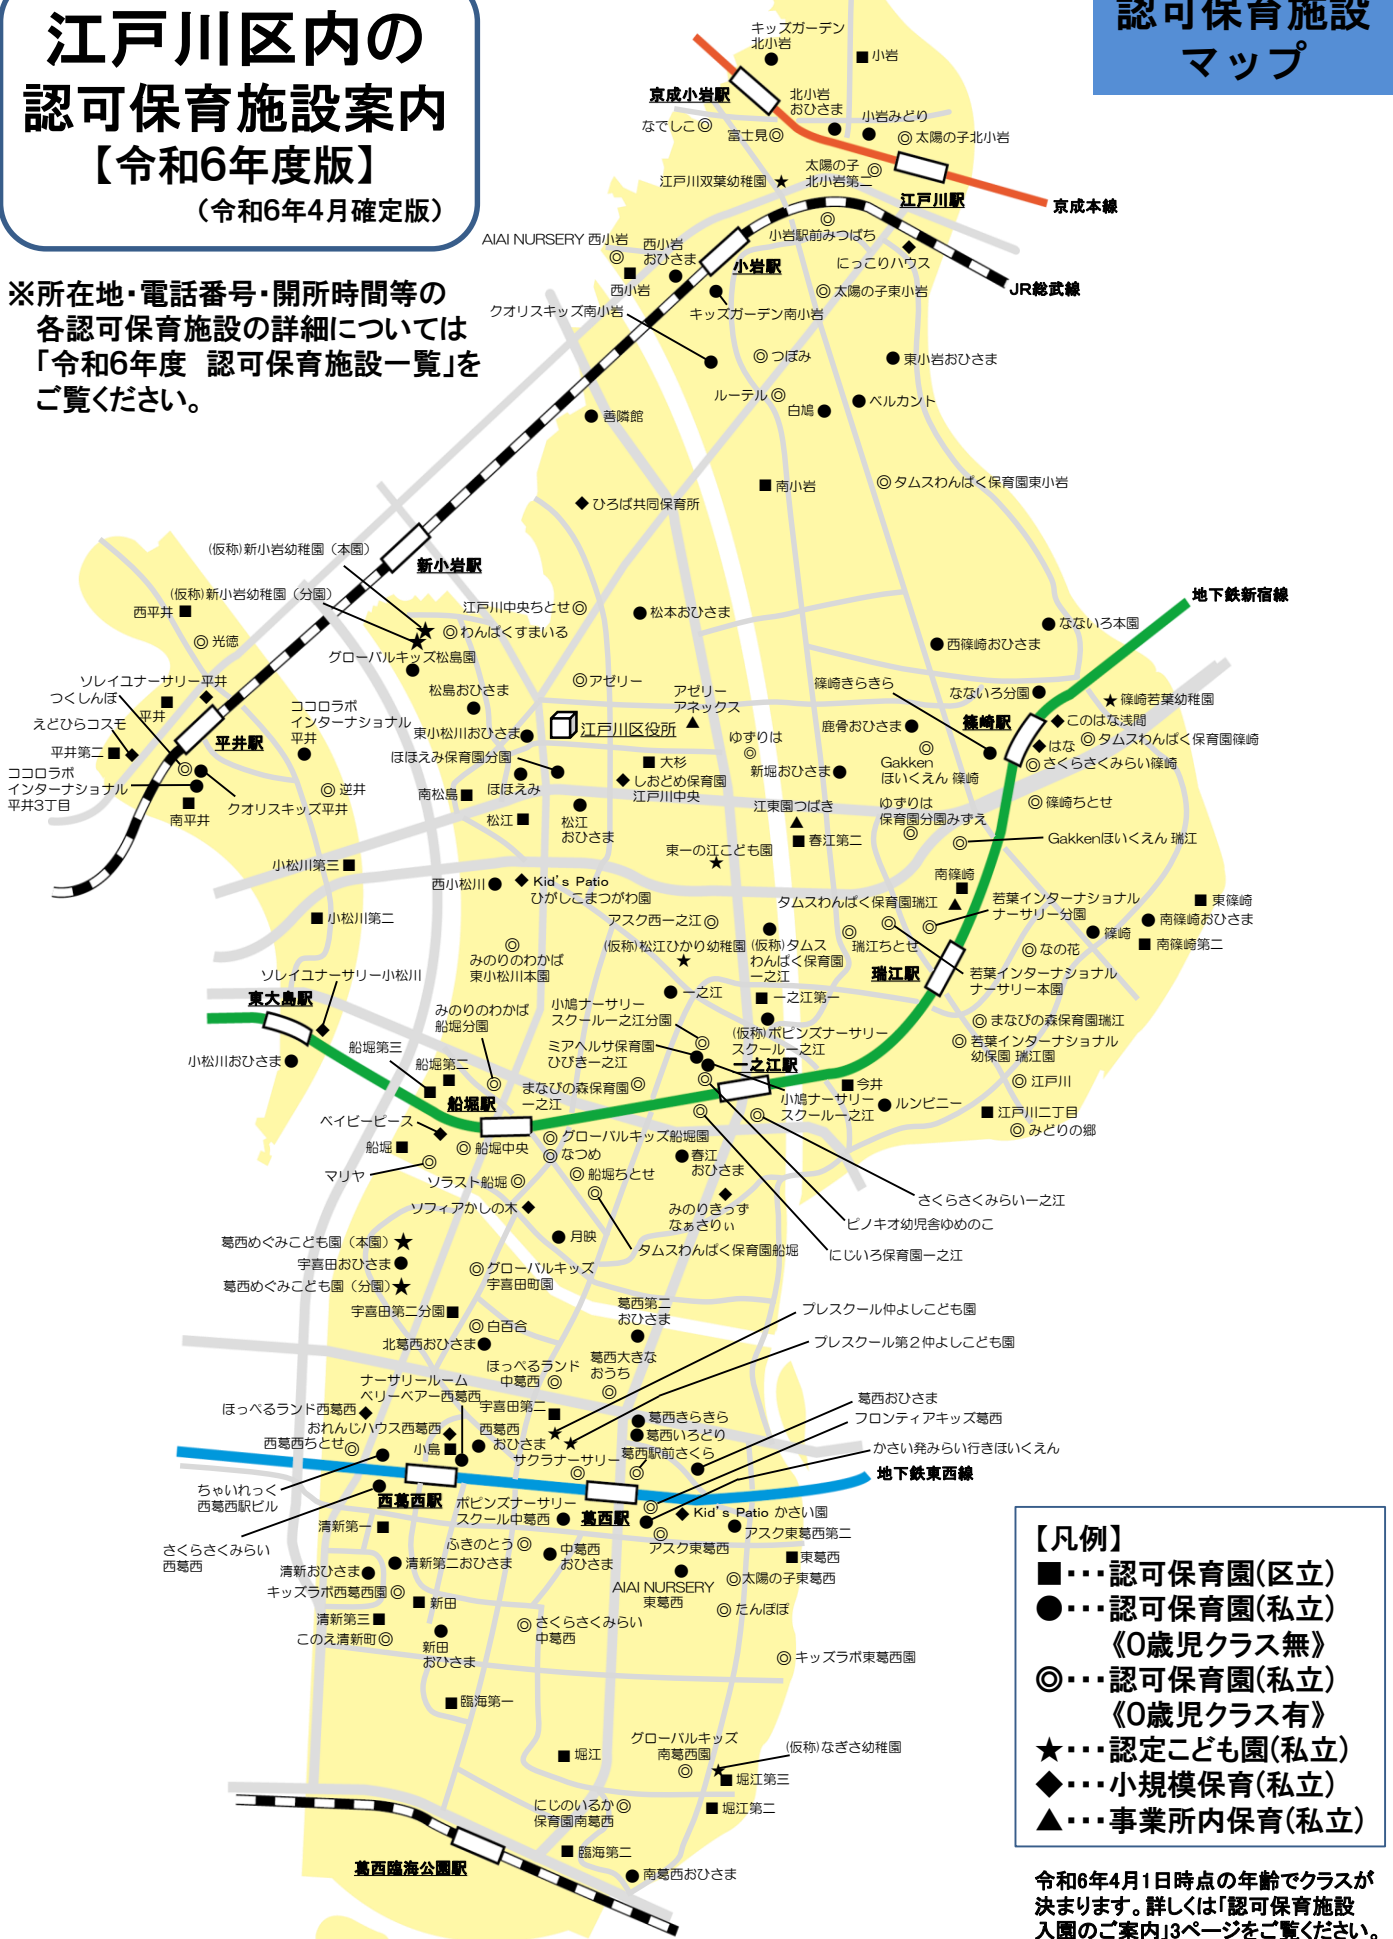 江戸川区内の
認可保育施設案内
【令和6年度版】
（令和6年4月確定版）
認可保育施設
マップ
※所在地・電話番号・開所時間等の
各認可保育施設の詳細については
「令和6年度　認可保育施設一覧」を
ご覧ください。
キッズガーデン
北小岩
■ 小岩
京成小岩駅
北小岩
おひさま
小岩みどり
なでしこ◎
富士見◎
◎ 太陽の子北小岩
太陽の子
北小岩第二
江戸川双葉幼稚園 ★
江戸川駅
京成本線
AIAI NURSERY 西小岩
西小岩
おひさま
小岩駅前みつばち
小岩駅
にっこりハウス
西小岩
JR総武線
クオリスキッズ南小岩
キッズガーデン南小岩
◎ 太陽の子東小岩
◎ つぼみ
● 東小岩おひさま
ルーテル ◎
白鳩 ●
● ベルカント
● 善隣館
■ 南小岩
◎ タムスわんぱく保育園東小岩
◆ ひろば共同保育所
(仮称)新小岩幼稚園（本園）
新小岩駅
(仮称)新小岩幼稚園（分園）
西平井 ■
◎ 光徳
江戸川中央ちとせ◎
● 松本おひさま
地下鉄新宿線
◎ わんぱくすまいる
グローバルキッズ松島園
● なないろ本園
● 西篠崎おひさま
ソレイユナーサリー平井
つくしんぼ
えどひらコスモ
平井
平井第二 ■
平井駅
ココロラボ
インターナショナル
平井
松島おひさま
◎アゼリー
アゼリー
アネックス
篠崎きらきら
なないろ分園 ●
★ 篠崎若葉幼稚園
篠崎駅
◆ このはな浅間
◆ はな
◎ タムスわんぱく保育園篠崎
◎ さくらさくみらい篠崎
東小松川おひさま●
江戸川区役所
鹿骨おひさま ●
ゆずりは
Gakken
ほいくえん 篠崎
ほほえみ保育園分園
ほほえみ
■ 大杉
◆ しおどめ保育園
江戸川中央
新堀おひさま●
ココロラボ
インターナショナル
平井3丁目
南平井
クオリスキッズ平井
◎ 逆井
南松島 ■
松江 ■
松江
おひさま
江東園つばき
■ 春江第二
ゆずりは
保育園分園みずえ
◎ 篠崎ちとせ
Gakkenほいくえん 瑞江
小松川第三 ■
東一の江こども園
西小松川 ●
◆ Kid's Patio
ひがしこまつがわ園
南篠崎
タムスわんぱく保育園瑞江 ▲
若葉インターナショナル
ナーサリー分園
■ 東篠崎
● 南篠崎おひさま
● 篠崎
■ 南篠崎第二
■ 小松川第二
アスク西一之江◎
(仮称)松江ひかり幼稚園
(仮称)タムス
わんぱく保育園
一之江
瑞江ちとせ
瑞江駅
◎ なの花
若葉インターナショナル
ナーサリー本園
みのりのわかば
東小松川本園
ソレイユナーサリー小松川
東大島駅
● 一之江
■ 一之江第一
みのりのわかば
船堀分園
小鳩ナーサリー
スクール一之江分園
(仮称)ポピンズナーサリー
スクール一之江
◎ まなびの森保育園瑞江
◎ 若葉インターナショナル
幼保園 瑞江園
小松川おひさま●
船堀第三
船堀第二
ミアヘルサ保育園
ひびき一之江
一之江駅
まなびの森保育園◎
一之江
船堀駅
小鳩ナーサリー
スクール一之江
■ 今井
● ルンビニー
◎ 江戸川
■ 江戸川二丁目
◎ みどりの郷
ベイビーピース
船堀 ■
◎ 船堀中央
◎ グローバルキッズ船堀園
◎ なつめ
● 春江
おひさま
マリヤ
ソラスト船堀 ◎
◎ 船堀ちとせ
ソフィアかしの木 ◆
みのりきっず
なぁさりぃ
さくらさくみらい一之江
ピノキオ幼児舎ゆめのこ
にじいろ保育園一之江
タムスわんぱく保育園船堀
● 月映
葛西めぐみこども園（本園）★
宇喜田おひさま●
葛西めぐみこども園（分園）★
◎グローバルキッズ
宇喜田町園
宇喜田第二分園■
◎ 白百合
北葛西おひさま●
葛西第二
おひさま
プレスクール仲よしこども園
プレスクール第２仲よしこども園
ほっぺるランド
中葛西 ◎
葛西大きな
おうち
ナーサリールーム
ベリーベアー西葛西
ほっぺるランド西葛西 ◆
宇喜田第二
葛西おひさま
フロンティアキッズ葛西
かさい発みらい行きほいくえん
おれんじハウス西葛西 ◆
西葛西ちとせ◎
小島 ■
西葛西
おひさま
● 葛西きらきら
● 葛西いろどり
サクラナーサリー
葛西駅前さくら
地下鉄東西線
ちゃいれっく
西葛西駅ビル
西葛西駅
葛西駅
ポピンズナーサリー
スクール中葛西 ●
◆ Kid's Patio かさい園
清新第一 ■
さくらさくみらい
西葛西
ふきのとう◎
● 中葛西
おひさま
アスク東葛西
● アスク東葛西第二
■ 東葛西
清新おひさま●
● 清新第二おひさま
AIAI NURSERY
東葛西
◎太陽の子東葛西
キッズラボ西葛西園◎
■ 新田
◎ たんぽぽ
清新第三 ■
このえ清新町◎
新田
おひさま
◎ さくらさくみらい
中葛西
◎ キッズラボ東葛西園
■ 臨海第一
グローバルキッズ
南葛西園
(仮称)なぎさ幼稚園
■ 堀江
■ 堀江第三
■ 堀江第二
にじのいるか◎
保育園南葛西
■ 臨海第二
葛西臨海公園駅
● 南葛西おひさま
【凡例】
■・・・認可保育園(区立)
●・・・認可保育園(私立)
《0歳児クラス無》
◎・・・認可保育園(私立)
《0歳児クラス有》
★・・・認定こども園(私立)
◆・・・小規模保育(私立)
▲・・・事業所内保育(私立)
令和6年4月1日時点の年齢でクラスが
決まります。詳しくは「認可保育施設
入園のご案内」3ページをご覧ください。